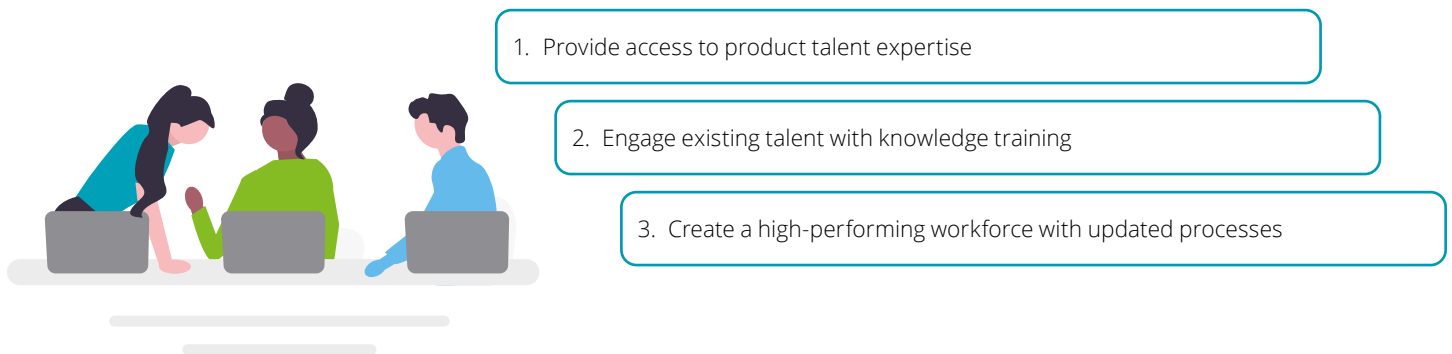 1. Provide access to product talent expertise
2. Engage existing talent with knowledge training
3. Create a high-performing workforce with updated processes